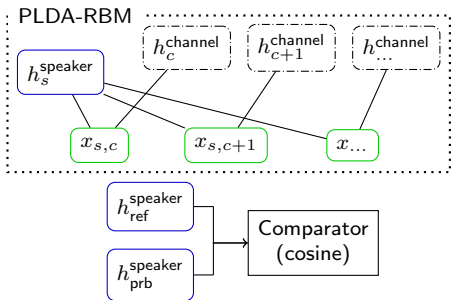 PLDA-RBM
h_c^channel h_{c+1}^channel h_...^channel
h_s^speaker
x_{s,c} x_{s,c+1} x_...
h_ref^speaker
Comparator
(cosine)
h_prb^speaker